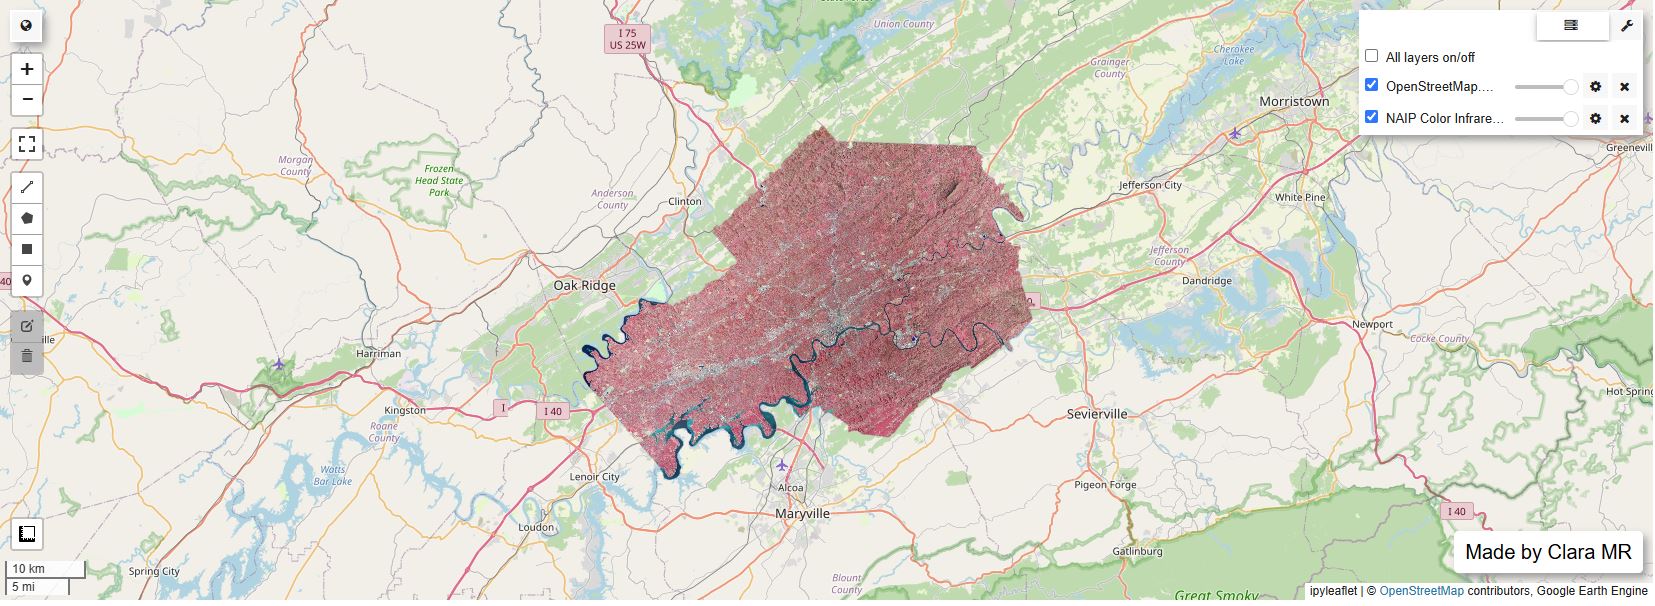 I 75
US 25W
Union County
Cherokee
Lake
Grainger
County
Morristown
All layers on/off
OpenStreetMap....
NAIP Color Infrare...
Greenevill
Morgan
County
Frozen
Head State
Park
Anderson
County
Clinton
Jefferson City
White Pine
Jefferson
County
Dandridge
40
Oak Ridge
0
ville
Harriman
Newport
Cocke County
Hot Spring
Kingston
I
I 40
Roane
County
Sevierville
Watts
Bar Lake
Lenoir City
Alcoa
Pigeon Forge
Maryville
Loudon
I 40
Gatlinburg
Made by Clara MR
10 km
5 mi
Spring City
Blount
County
Great Smoky
ipyleaflet | © OpenStreetMap contributors, Google Earth Engine